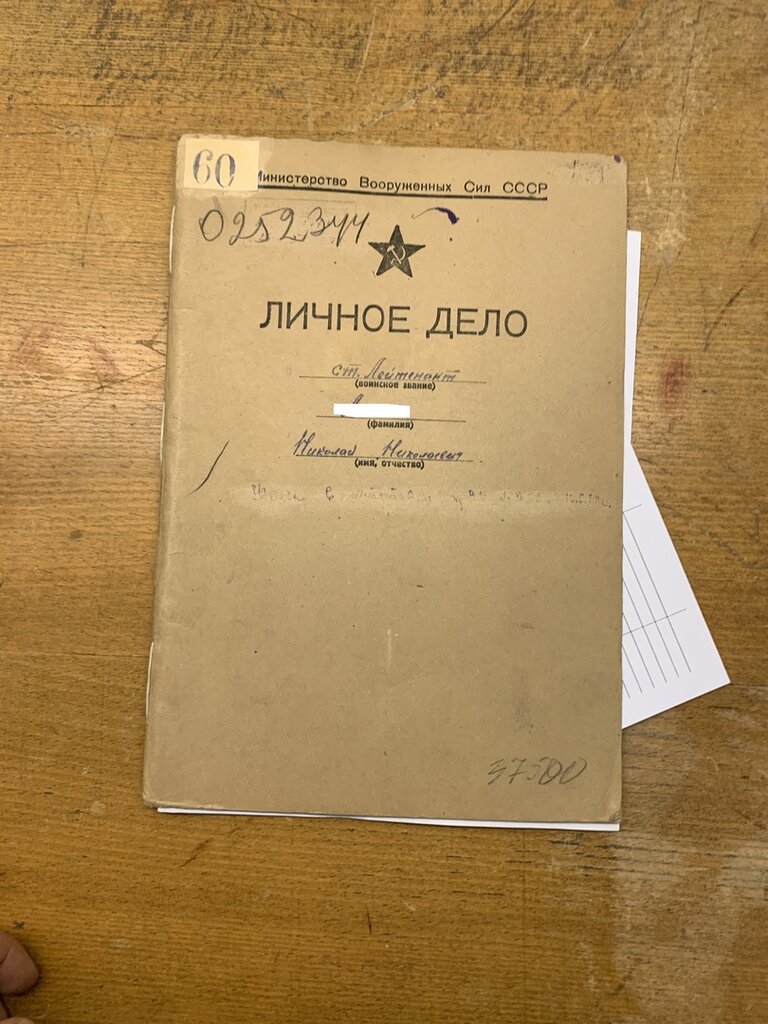 60
Министерство Вооруженных Сил СССР
0252344
ЛИЧНОЕ ДЕЛО
ст. Лейтенант
(воинское звание)
(фамилия)
Николай Николаевич
(имя, отчество)
37500